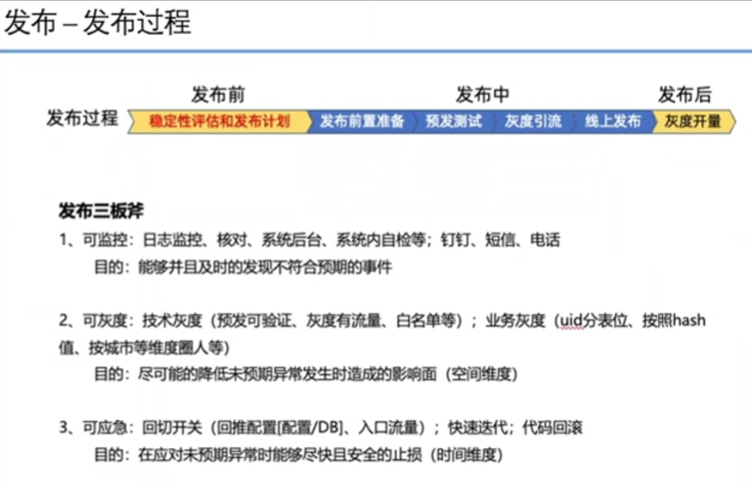 发布 – 发布过程
发布前 发布中 发布后
发布过程 稳定性评估和发布计划 发布前置准备 预发测试 灰度引流 线上发布 灰度开量
发布三板斧
1、可监控：日志监控、核对、系统后台、系统内自检等；钉钉、短信、电话
目的：能够并且及时的发现不符合预期的事件
2、可灰度：技术灰度（预发可验证、灰度有流量、白名单等）；业务灰度（uid分表位、按照hash
值、按城市等维度圈人等）
目的：尽可能的降低未预期异常发生时造成的影响面（空间维度）
3、可应急：回切开关（回推配置[配置/DB]、入口流量）；快速迭代；代码回滚
目的：在应对未预期异常时能够尽快且安全的止损（时间维度）